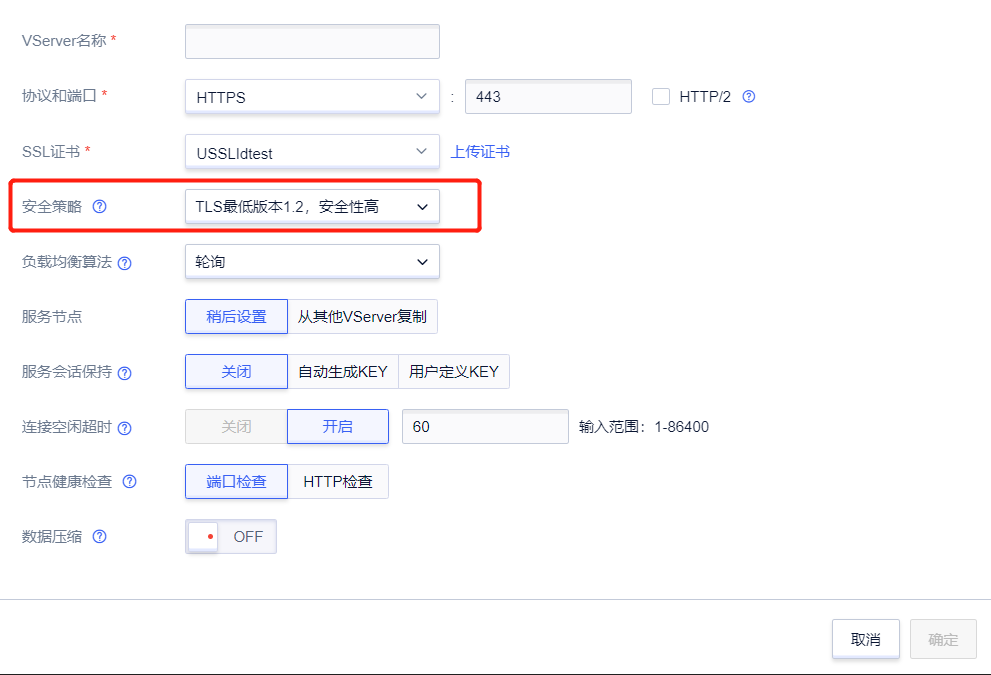 VServer名称 *
协议和端口 * HTTPS : 443 HTTP/2
SSL证书 * USSLIdtest 上传证书
安全策略 TLS最低版本1.2，安全性高
负载均衡算法 轮询
服务节点 稍后设置 从其他VServer复制
服务会话保持 关闭 自动生成KEY 用户定义KEY
连接空闲超时 关闭 开启 60 输入范围：1-86400
节点健康检查 端口检查 HTTP检查
数据压缩 OFF
取消 确定